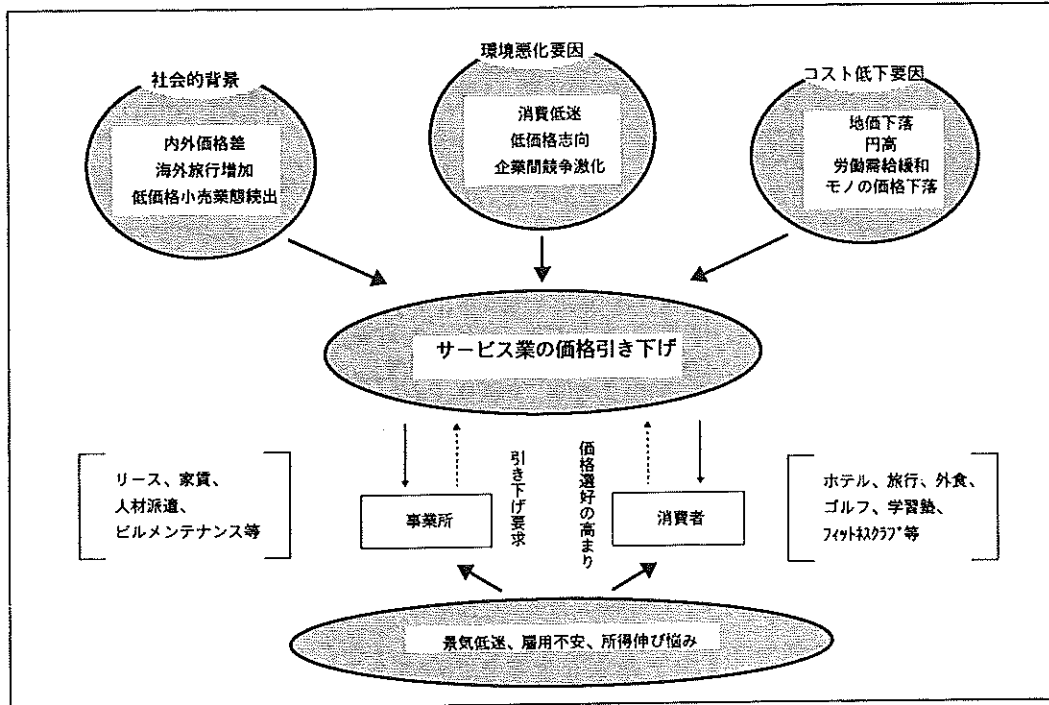 社会的背景
内外価格差
海外旅行増加
低価格小売業態続出
環境悪化要因
消費低迷
低価格志向
企業間競争激化
コスト低下要因
地価下落
円高
労働需給緩和
モノの価格下落
サービス業の価格引き下げ
リース、家賃、
人材派遣、
ビルメンテナンス等
事業所
引き下げ要求
価格選好の高まり
消費者
ホテル、旅行、外食、
ゴルフ、学習塾、
フィットネスクラブ等
景気低迷、雇用不安、所得伸び悩み